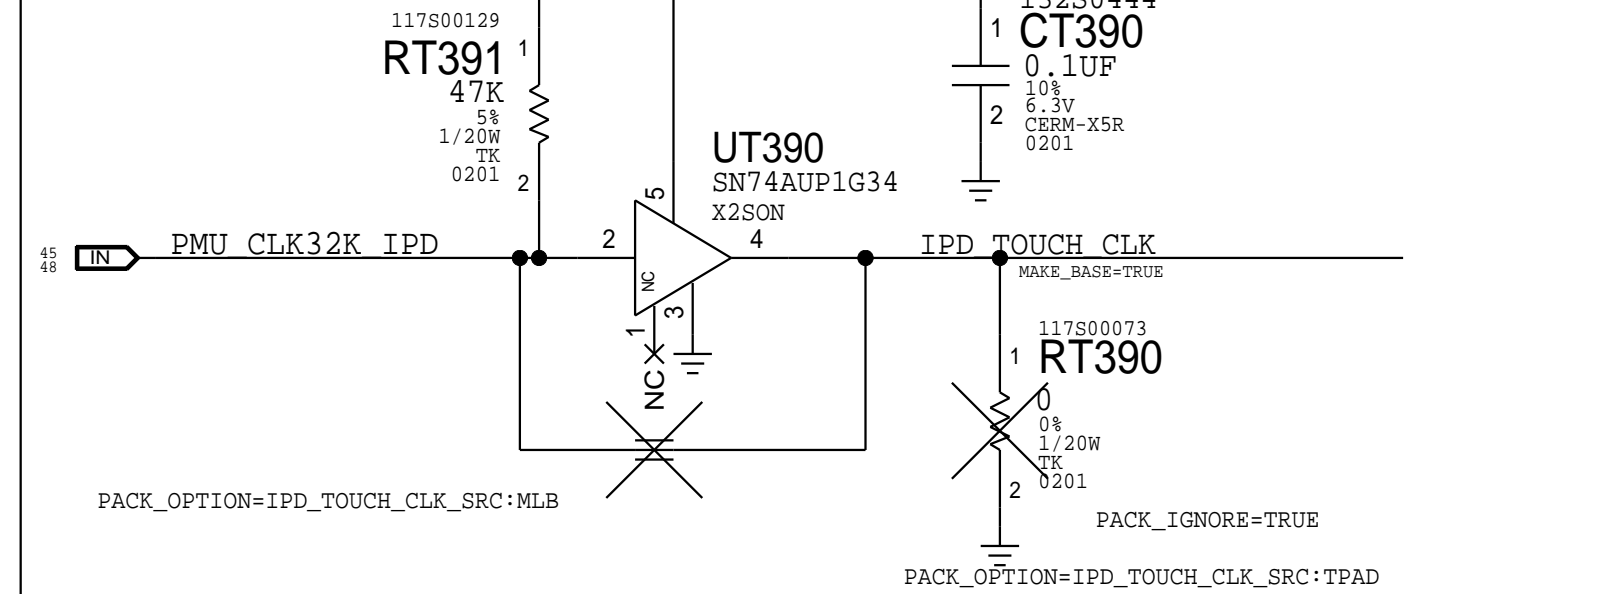 117S00129
RT391
1
47K
5%
1/20W
TK
0201
2
1
CT390
0.1UF
10%
6.3V
CERM-X5R
0201
2
UT390
SN74AUP1G34
X2SON
5
45
48
IN
PMU_CLK32K_IPD
2
4
NC
1
3
NC
IPD_TOUCH_CLK
MAKE_BASE=TRUE
117S00073
1
RT390
0
0%
1/20W
TK
0201
2
PACK_OPTION=IPD_TOUCH_CLK_SRC:MLB
PACK_IGNORE=TRUE
PACK_OPTION=IPD_TOUCH_CLK_SRC:TPAD